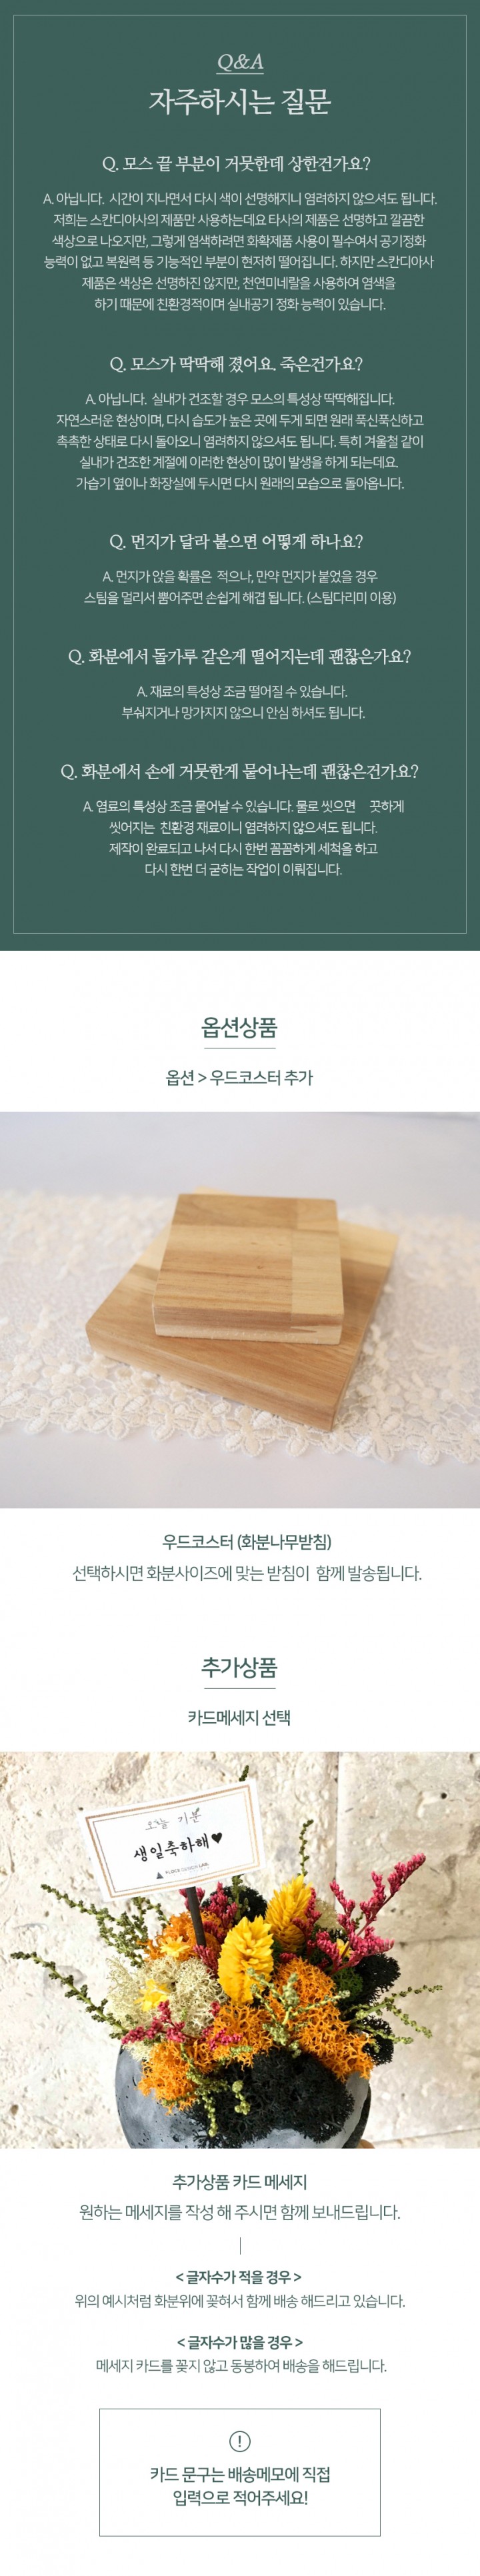 Q&A
자주하시는 질문
Q. 모스 끝 부분이 거뭇한데 상한건가요?
A. 아닙니다. 시간이 지나면서 다시 색이 선명해지니 염려하지 않으셔도 됩니다.
저희는 스칸디아사의 제품만 사용하는데요 타사의 제품은 선명하고 깔끔한
색상으로 나오지만, 그렇게 염색하려면 화확제품 사용이 필수여서 공기정화
능력이 없고 복원력 등 기능적인 부분이 현저히 떨어집니다. 하지만 스칸디아사
제품은 색상은 선명하진 않지만, 천연미네랄을 사용하여 염색을
하기 때문에 친환경적이며 실내공기 정화 능력이 있습니다.
Q. 모스가 딱딱해 졌어요. 죽은건가요?
A. 아닙니다. 실내가 건조할 경우 모스의 특성상 딱딱해집니다.
자연스러운 현상이며, 다시 습도가 높은 곳에 두게 되면 원래 푹신푹신하고
촉촉한 상태로 다시 돌아오니 염려하지 않으셔도 됩니다. 특히 겨울철 같이
실내가 건조한 계절에 이러한 현상이 많이 발생을 하게 되는데요.
가습기 옆이나 화장실에 두시면 다시 원래의 모습으로 돌아옵니다.
Q. 먼지가 달라 붙으면 어떻게 하나요?
A. 먼지가 앉을 확률은 적으나, 만약 먼지가 붙었을 경우
스팀을 멀리서 뿜어주면 손쉽게 해겹 됩니다. (스팀다리미 이용)
Q. 화분에서 돌가루 같은게 떨어지는데 괜찮은가요?
A. 재료의 특성상 조금 떨어질 수 있습니다.
부숴지거나 망가지지 않으니 안심 하셔도 됩니다.
Q. 화분에서 손에 거뭇한게 뭍어나는데 괜찮은건가요?
A. 염료의 특성상 조금 뭍어날 수 있습니다. 물로 씻으면 끗하게
씻어지는 친환경 재료이니 염려하지 않으셔도 됩니다.
제작이 완료되고 나서 다시 한번 꼼꼼하게 세척을 하고
다시 한번 더 굳히는 작업이 이뤄집니다.
옵션상품
옵션 > 우드코스터 추가
우드코스터 (화분나무받침)
선택하시면 화분사이즈에 맞는 받침이 함께 발송됩니다.
추가상품
카드메세지 선택
오늘 기분
생일축하해♥
추가상품 카드 메세지
원하는 메세지를 작성 해 주시면 함께 보내드립니다.
< 글자수가 적을 경우 >
위의 예시처럼 화분위에 꽂혀서 함께 배송 해드리고 있습니다.
< 글자수가 많을 경우 >
메세지 카드를 꽂지 않고 동봉하여 배송을 해드립니다.
카드 문구는 배송메모에 직접
입력으로 적어주세요!